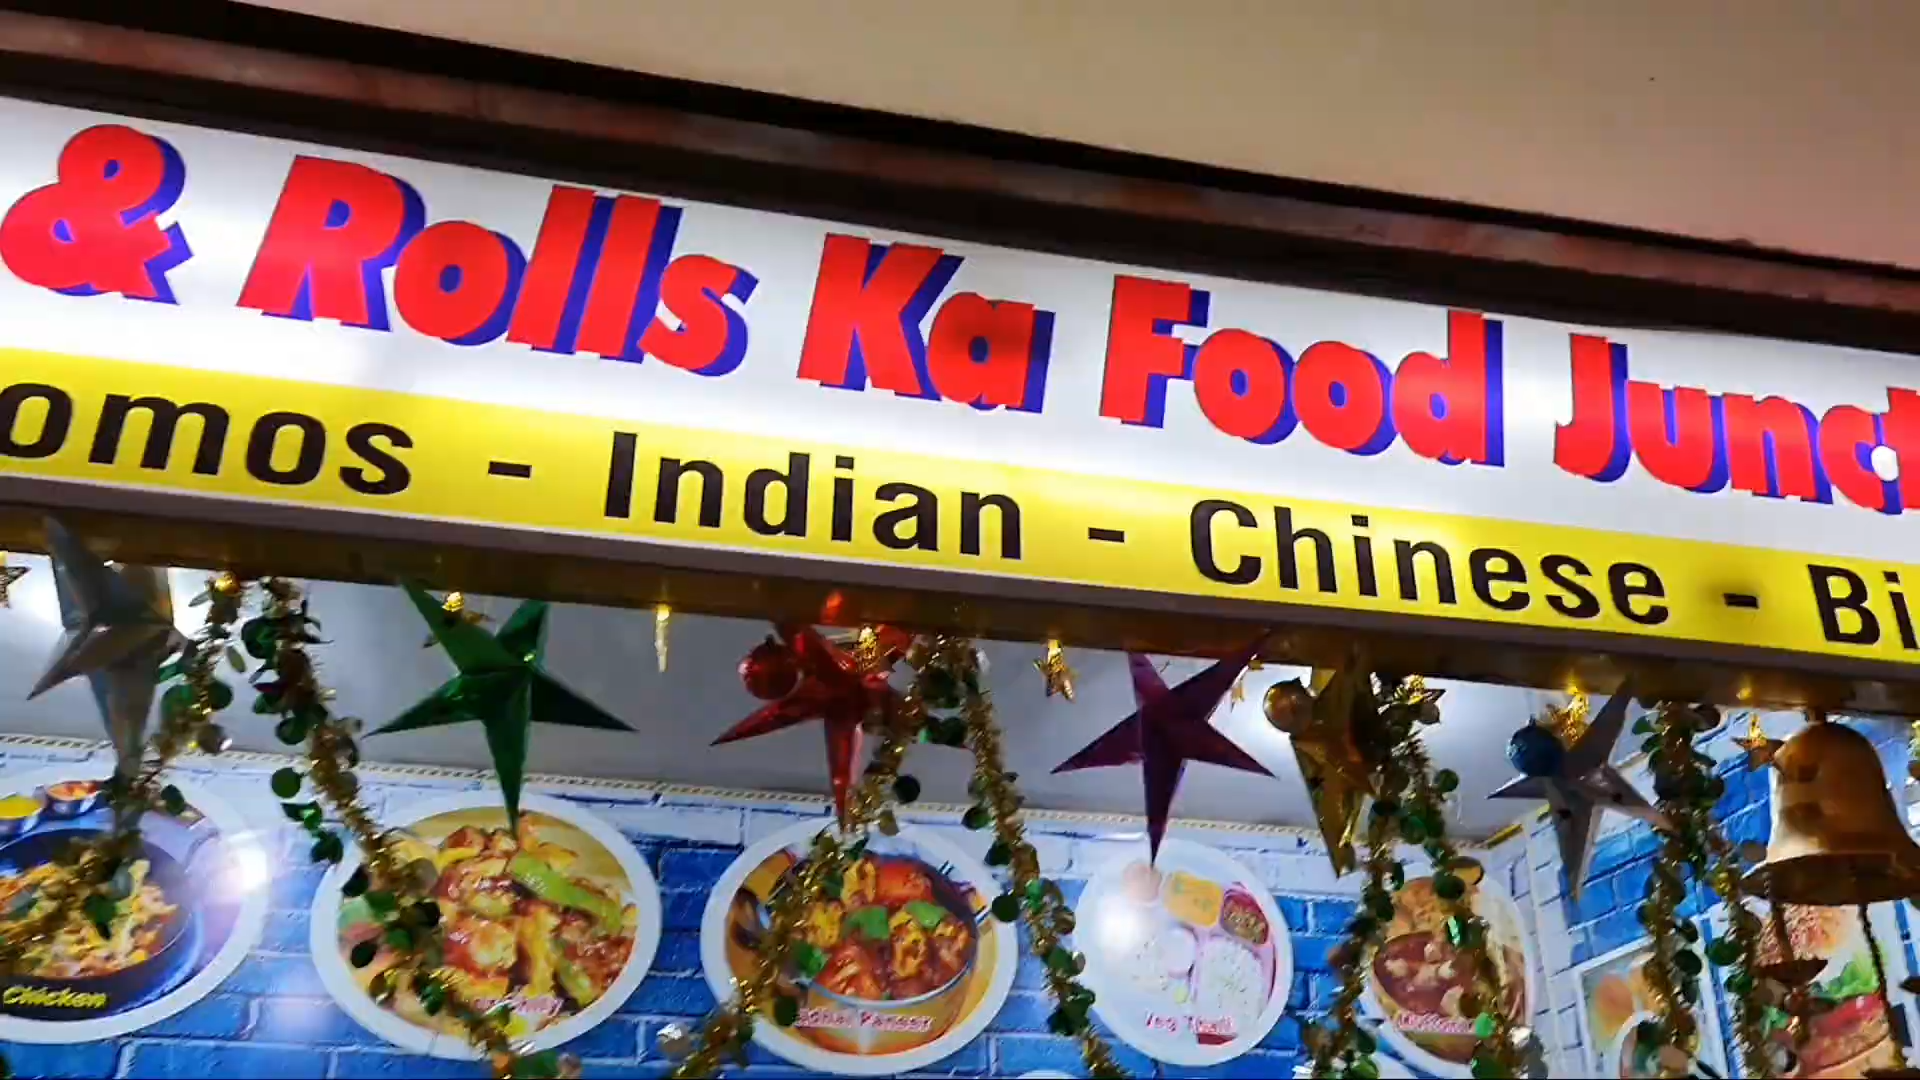 & Rolls Ka Food Junct
omos - Indian - Chinese - Bi
Chicken
Veg Thali